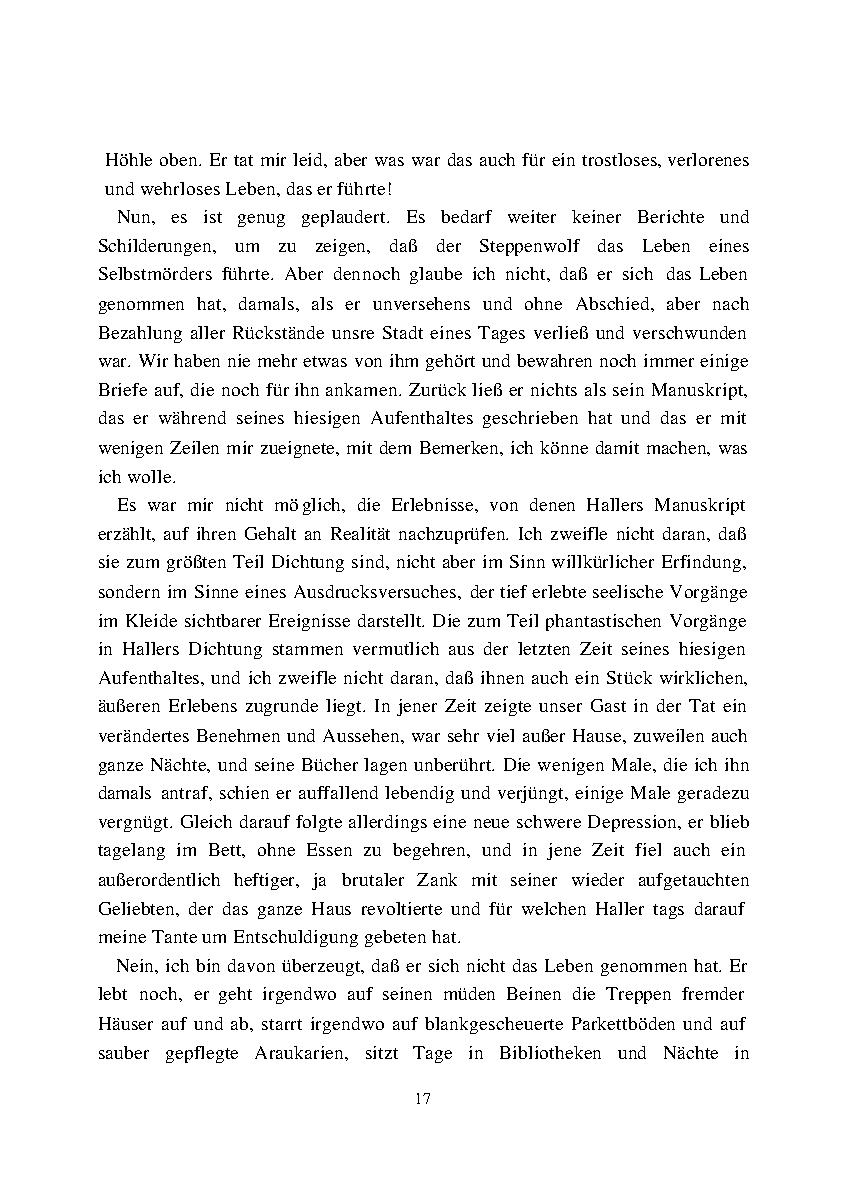 Höhle oben. Er tat mir leid, aber was war das auch für ein trostloses, verlorenes
und wehrloses Leben, das er führte!
Nun, es ist genug geplaudert. Es bedarf weiter keiner Berichte und
Schilderungen, um zu zeigen, daß der Steppenwolf das Leben eines
Selbstmörders führte. Aber dennoch glaube ich nicht, daß er sich das Leben
genommen hat, damals, als er unversehens und ohne Abschied, aber nach
Bezahlung aller Rückstände unsre Stadt eines Tages verließ und verschwunden
war. Wir haben nie mehr etwas von ihm gehört und bewahren noch immer einige
Briefe auf, die noch für ihn ankamen. Zurück ließ er nichts als sein Manuskript,
das er während seines hiesigen Aufenthaltes geschrieben hat und das er mit
wenigen Zeilen mir zueignete, mit dem Bemerken, ich könne damit machen, was
ich wolle.
Es war mir nicht möglich, die Erlebnisse, von denen Hallers Manuskript
erzählt, auf ihren Gehalt an Realität nachzuprüfen. Ich zweifle nicht daran, daß
sie zum größten Teil Dichtung sind, nicht aber im Sinn willkürlicher Erfindung,
sondern im Sinne eines Ausdrucksversuches, der tief erlebte seelische Vorgänge
im Kleide sichtbarer Ereignisse darstellt. Die zum Teil phantastischen Vorgänge
in Hallers Dichtung stammen vermutlich aus der letzten Zeit seines hiesigen
Aufenthaltes, und ich zweifle nicht daran, daß ihnen auch ein Stück wirklichen,
äußeren Erlebens zugrunde liegt. In jener Zeit zeigte unser Gast in der Tat ein
verändertes Benehmen und Aussehen, war sehr viel außer Hause, zuweilen auch
ganze Nächte, und seine Bücher lagen unberührt. Die wenigen Male, die ich ihn
damals antraf, schien er auffallend lebendig und verjüngt, einige Male geradezu
vergnügt. Gleich darauf folgte allerdings eine neue schwere Depression, er blieb
tagelang im Bett, ohne Essen zu begehren, und in jene Zeit fiel auch ein
außerordentlich heftiger, ja brutaler Zank mit seiner wieder aufgetauchten
Geliebten, der das ganze Haus revoltierte und für welchen Haller tags darauf
meine Tante um Entschuldigung gebeten hat.
Nein, ich bin davon überzeugt, daß er sich nicht das Leben genommen hat. Er
lebt noch, er geht irgendwo auf seinen müden Beinen die Treppen fremder
Häuser auf und ab, starrt irgendwo auf blankgescheuerte Parkettböden und auf
sauber gepflegte Araukarien, sitzt Tage in Bibliotheken und Nächte in
17